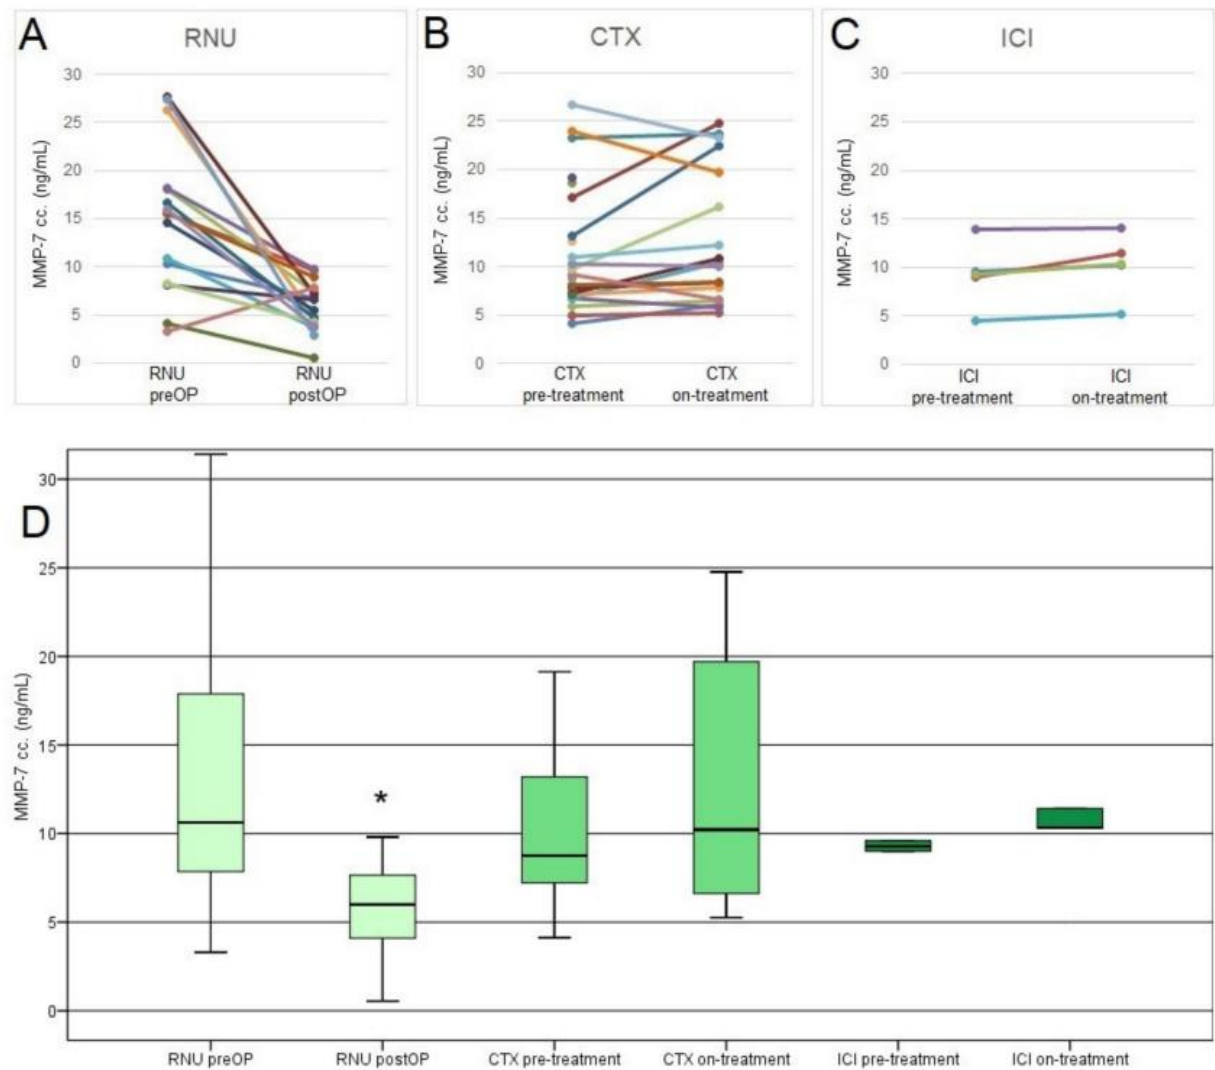 A
RNU
MMP-7 cc. (ng/mL)
30
25
20
15
10
5
0
RNU
preOP
RNU
postOP
B
CTX
MMP-7 cc. (ng/mL)
30
25
20
15
10
5
0
CTX
pre-treatment
CTX
on-treatment
C
ICI
MMP-7 cc. (ng/mL)
30
25
20
15
10
5
0
ICI
pre-treatment
ICI
on-treatment
D
MMP-7 cc. (ng/mL)
30
25
20
15
10
5
0
*
RNU preOP
RNU postOP
CTX pre-treatment
CTX on-treatment
ICI pre-treatment
ICI on-treatment